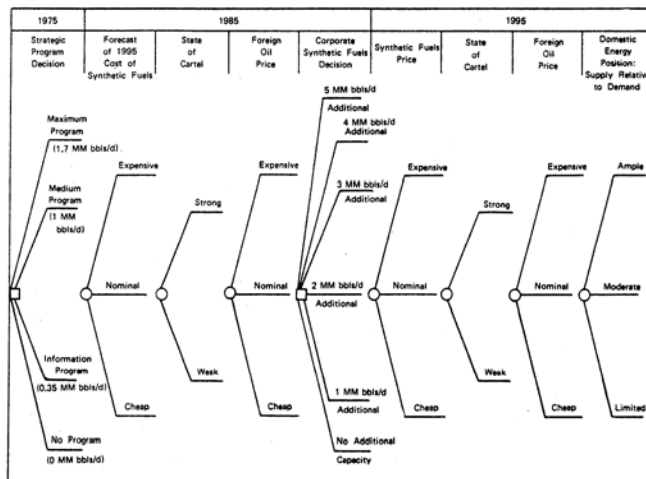 1975
1985
1995
Strategic
Program
Decision
Forecast
of 1995
Cost of
Synthetic Fuels
State
of
Cartel
Foreign
Oil
Price
Corporate
Synthetic Fuels
Decision
Synthetic Fuels
Price
State
of
Cartel
Foreign
Oil
Price
Domestic
Energy
Position:
Supply Relative
to Demand
Maximum
Program
(1,7 MM bbls/d)
Medium
Program
(1 MM
bbls/d)
Information
Program
(0.35 MM bbls/d)
No Program
(0 MM bbls/d)
Expensive
Nominal
Cheap
Strong
Weak
Expensive
Nominal
Cheap
5 MM bbls/d
Additional
4 MM bbls/d
Additional
3 MM bbls/d
Additional
2 MM bbls/d
Additional
1 MM bbls/d
Additional
No Additional
Capacity
Expensive
Nominal
Cheap
Strong
Weak
Expensive
Nominal
Cheap
Ample
Moderate
Limited